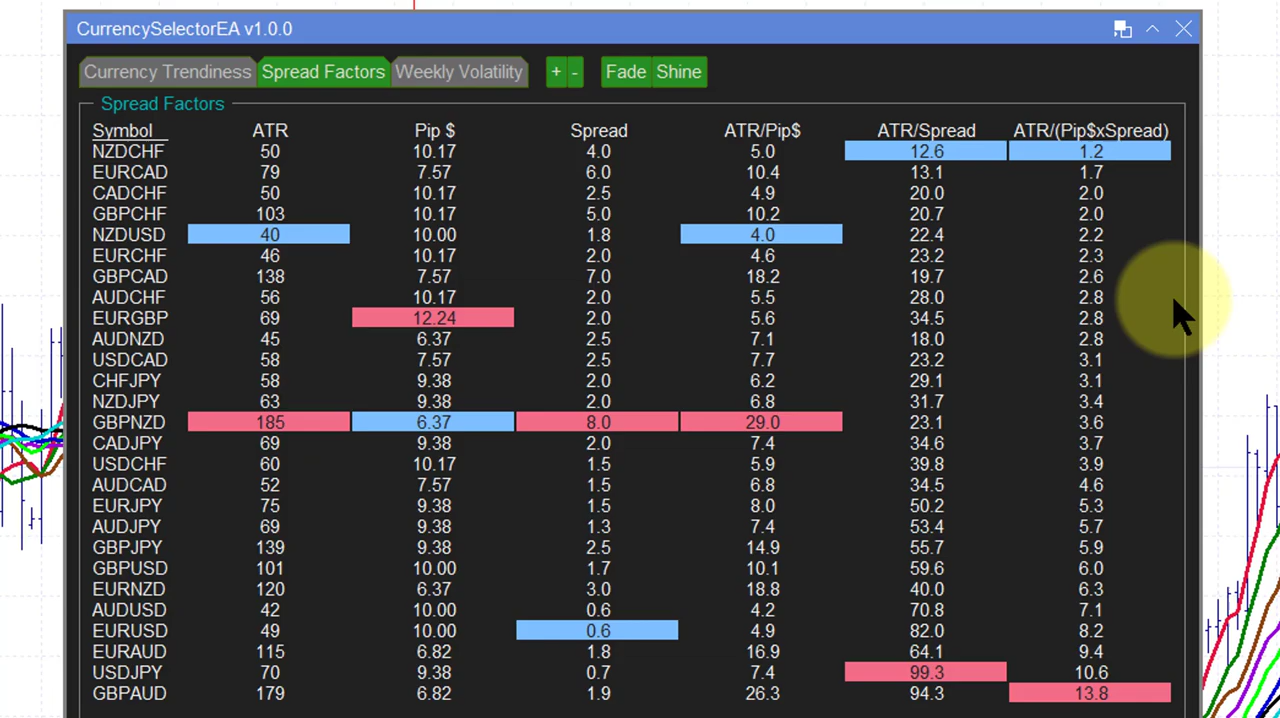 CurrencySelectorEA v1.0.0
Currency Trendiness Spread Factors Weekly Volatility + - Fade Shine
Spread Factors
Symbol ATR Pip $ Spread ATR/Pip$ ATR/Spread ATR/(Pip$xSpread)
NZDCHF 50 10.17 4.0 5.0 12.6 1.2
EURCAD 79 7.57 6.0 10.4 13.1 1.7
CADCHF 50 10.17 2.5 4.9 20.0 2.0
GBPCHF 103 10.17 5.0 10.2 20.7 2.0
NZDUSD 40 10.00 1.8 4.0 22.4 2.2
EURCHF 46 10.17 2.0 4.6 23.2 2.3
GBPCAD 138 7.57 7.0 18.2 19.7 2.6
AUDCHF 56 10.17 2.0 5.5 28.0 2.8
EURGBP 69 12.24 2.0 5.6 34.5 2.8
AUDNZD 45 6.37 2.5 7.1 18.0 2.8
USDCAD 58 7.57 2.5 7.7 23.2 3.1
CHFJPY 58 9.38 2.0 6.2 29.1 3.1
NZDJPY 63 9.38 2.0 6.8 31.7 3.4
GBPNZD 185 6.37 8.0 29.0 23.1 3.6
CADJPY 69 9.38 2.0 7.4 34.6 3.7
USDCHF 60 10.17 1.5 5.9 39.8 3.9
AUDCAD 52 7.57 1.5 6.8 34.5 4.6
EURJPY 75 9.38 1.5 8.0 50.2 5.3
AUDJPY 69 9.38 1.3 7.4 53.4 5.7
GBPJPY 139 9.38 2.5 14.9 55.7 5.9
GBPUSD 101 10.00 1.7 10.1 59.6 6.0
EURNZD 120 6.37 3.0 18.8 40.0 6.3
AUDUSD 42 10.00 0.6 4.2 70.8 7.1
EURUSD 49 10.00 0.6 4.9 82.0 8.2
EURAUD 115 6.82 1.8 16.9 64.1 9.4
USDJPY 70 9.38 0.7 7.4 99.3 10.6
GBPAUD 179 6.82 1.9 26.3 94.3 13.8